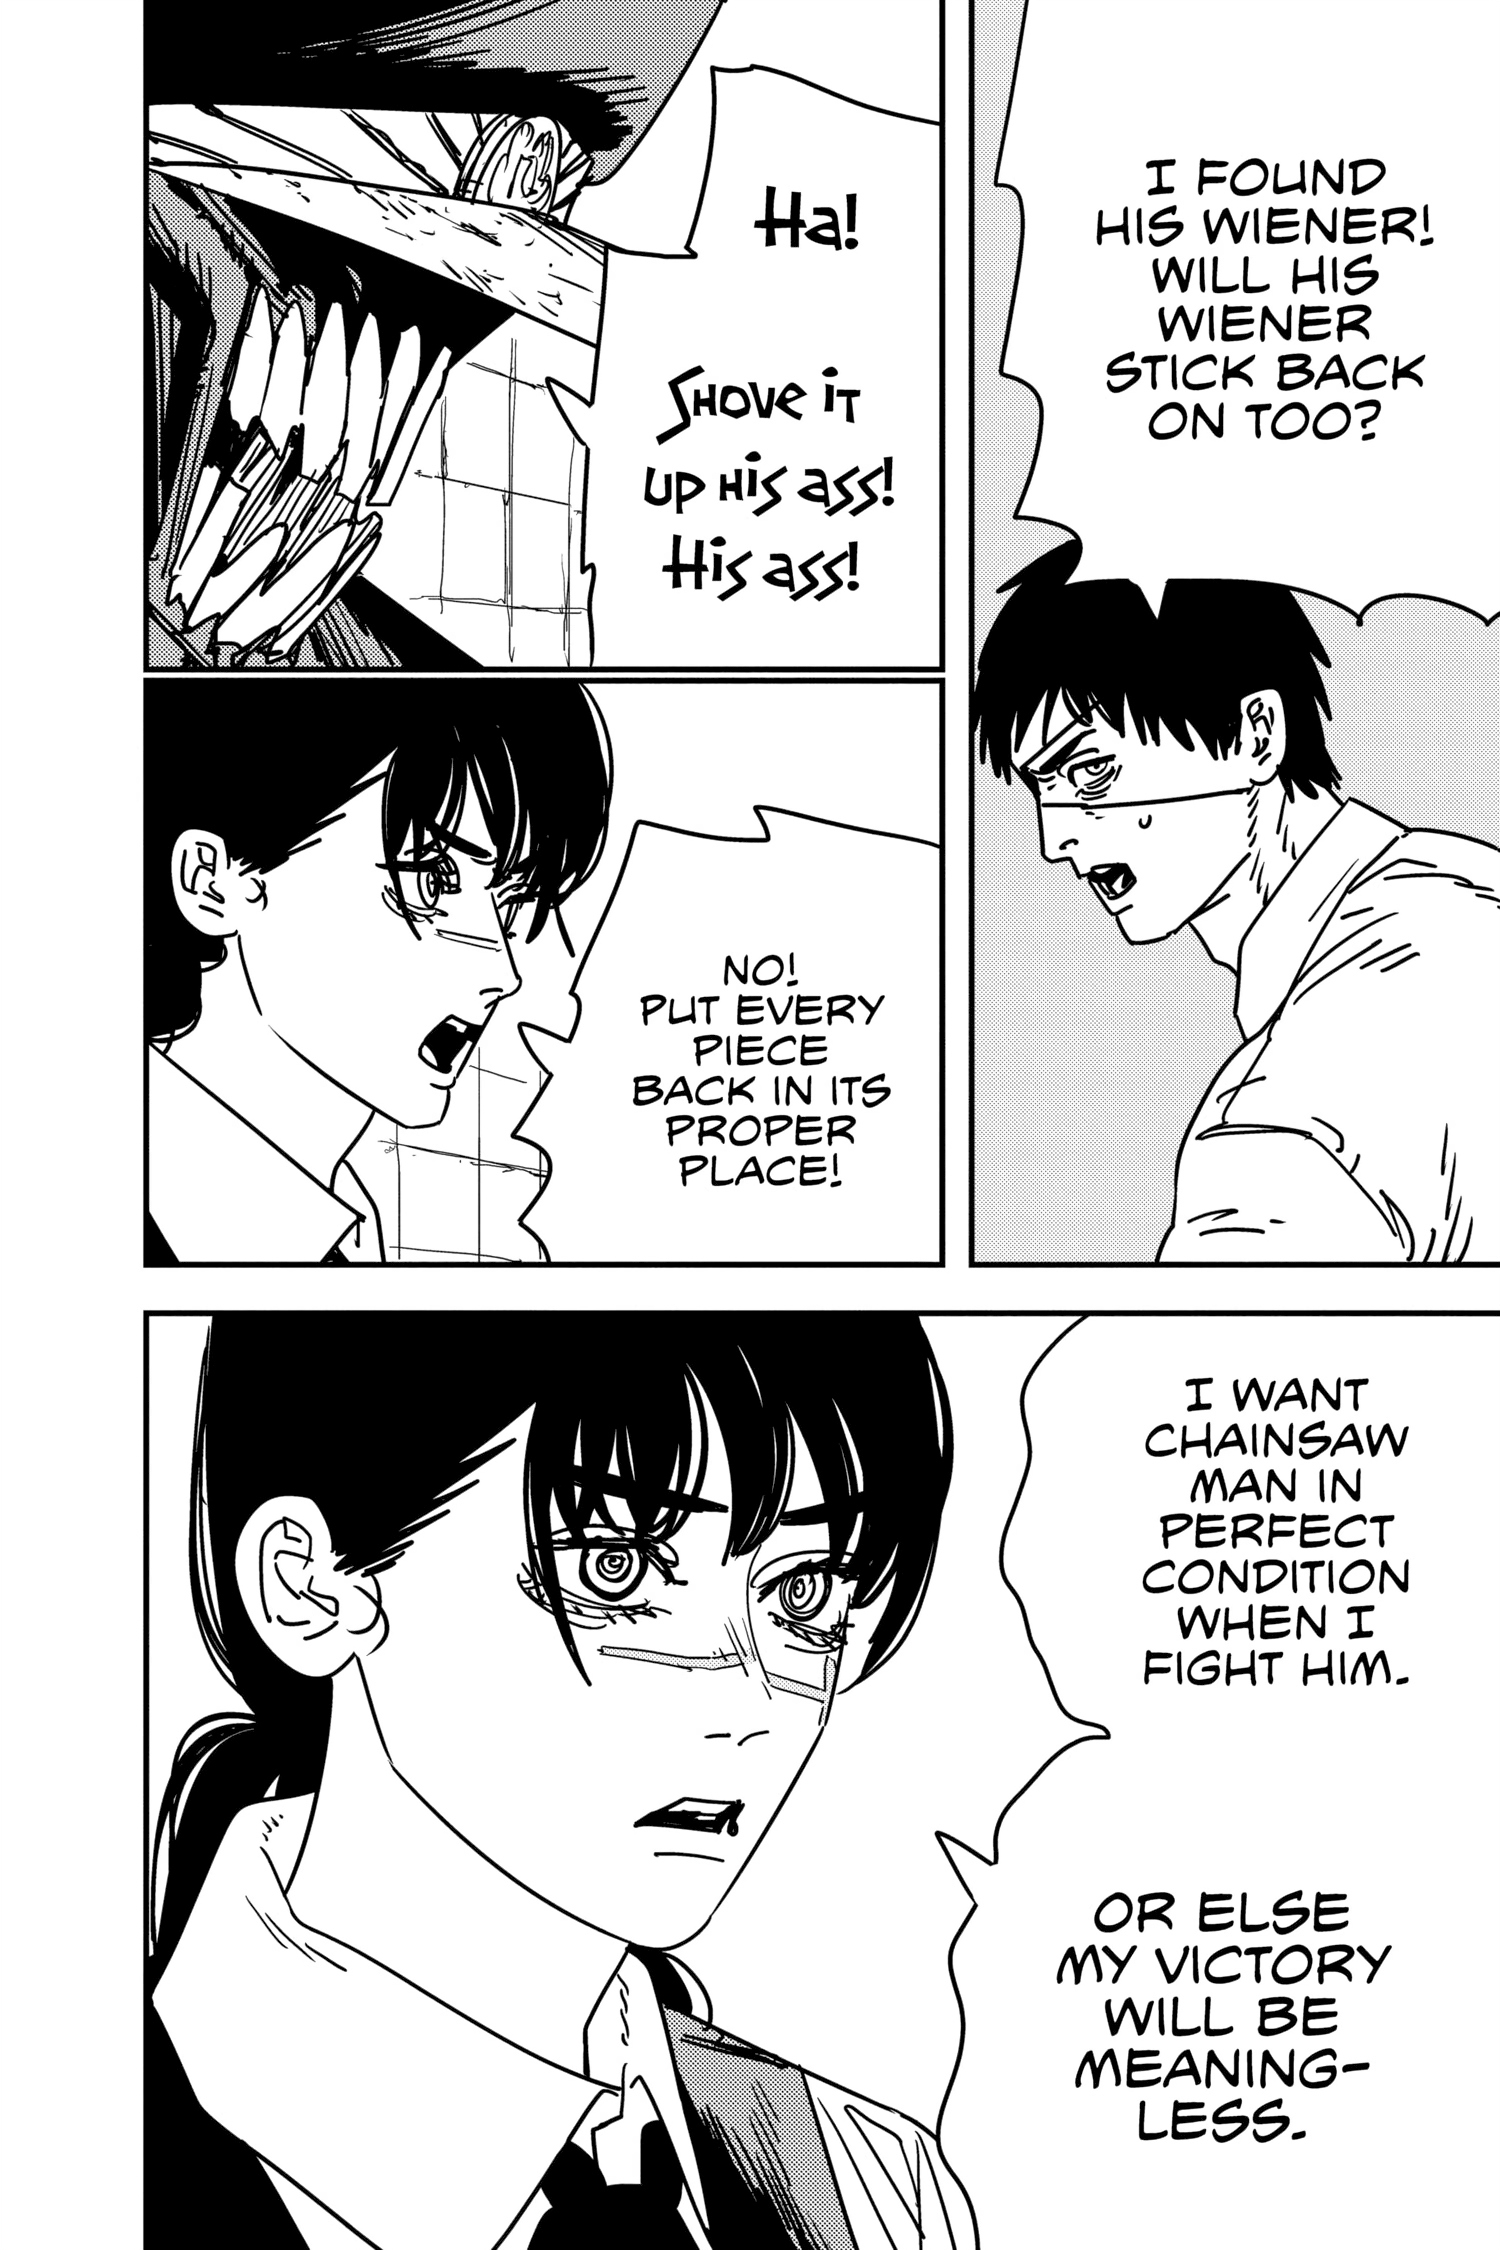 I FOUND
HIS WIENER!
WILL HIS
WIENER
STICK BACK
ON TOO?
Ha!
Shove it
up his ass!
His ass!
NO!
PUT EVERY
PIECE
BACK IN ITS
PROPER
PLACE!
I WANT
CHAINSAW
MAN IN
PERFECT
CONDITION
WHEN I
FIGHT HIM.
OR ELSE
MY VICTORY
WILL BE
MEANING-
LESS.